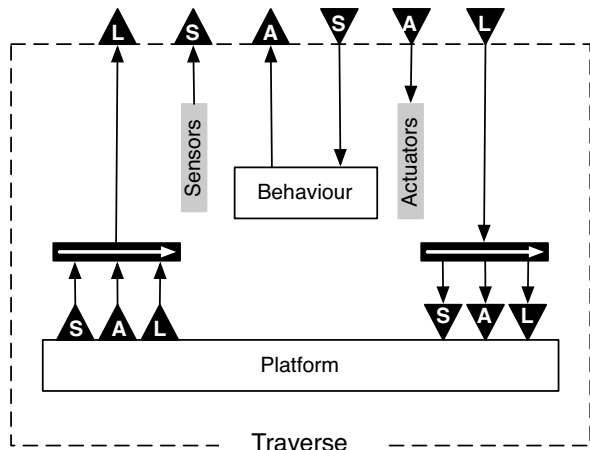 L S A S A L
Sensors
Behaviour
Actuators
S A L
S A L
Platform
Traverse